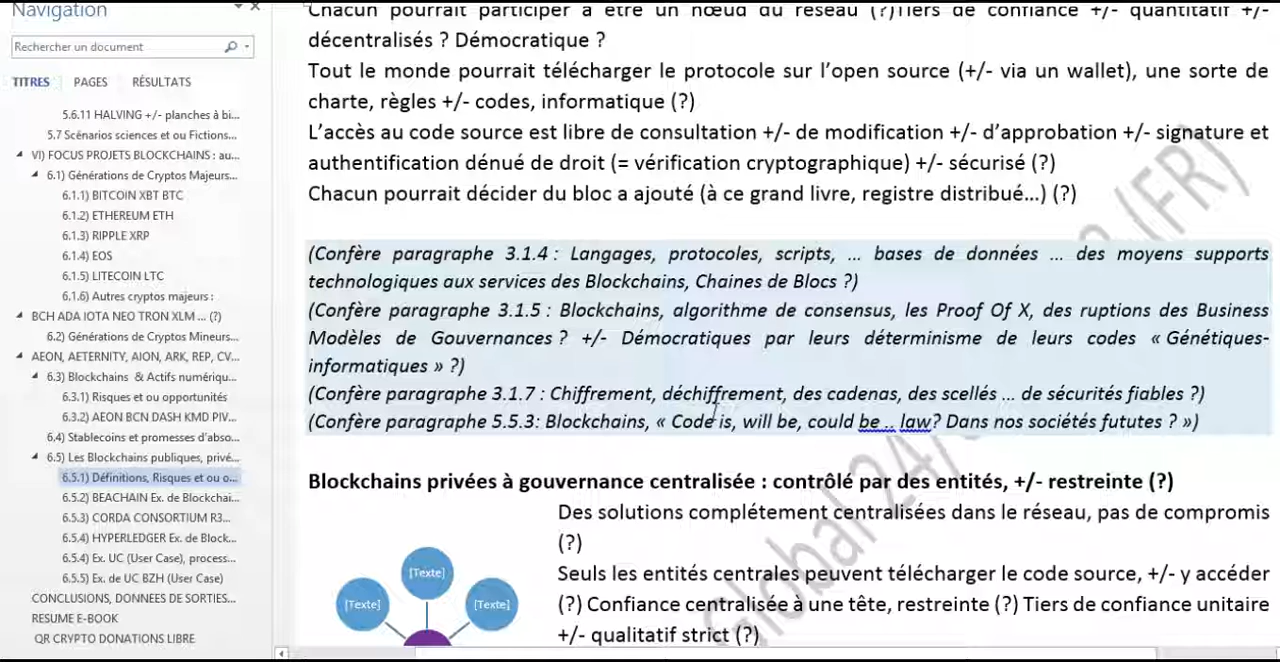 Navigation
Rechercher un document
TITRES PAGES RÉSULTATS
5.6.11 HALVING +/- planches à bi...
5.7 Scénarios sciences et ou Fictions...
VI) FOCUS PROJETS BLOCKCHAINS : au...
6.1) Générations de Cryptos Majeurs...
6.1.1) BITCOIN XBT BTC
6.1.2) ETHEREUM ETH
6.1.3) RIPPLE XRP
6.1.4) EOS
6.1.5) LITECOIN LTC
6.1.6) Autres cryptos majeurs :
BCH ADA IOTA NEO TRON XLM ... (?)
6.2) Générations de Cryptos Mineurs...
AEON, AETERNITY, AION, ARK, REP, CV...
6.3) Blockchains & Actifs numériqu...
6.3.1) Risques et ou opportunités
6.3.2) AEON BCN DASH KMD PIV...
6.4) Stablecoins et promesses d'abso...
6.5) Les Blockchains publiques, privé...
6.5.1) Définitions, Risques et ou o...
6.5.2) BEACHAIN Ex. de Blockchai...
6.5.3) CORDA CONSORTIUM R3...
6.5.4) HYPERLEDGER Ex. de Block...
6.5.4) Ex. UC (User Case), process...
6.5.5) Ex. de UC BZH (User Case)
CONCLUSIONS, DONNEES DE SORTIES...
RESUME E-BOOK
QR CRYPTO DONATIONS LIBRE
Chacun pourrait participer à être un nœud du réseau (?)Tiers de confiance +/- quantitatif +/-
décentralisés ? Démocratique ?
Tout le monde pourrait télécharger le protocole sur l'open source (+/- via un wallet), une sorte de
charte, règles +/- codes, informatique (?)
L'accès au code source est libre de consultation +/- de modification +/- d'approbation +/- signature et
authentification dénué de droit (= vérification cryptographique) +/- sécurisé (?)
Chacun pourrait décider du bloc a ajouté (à ce grand livre, registre distribué...) (?)
(Confère paragraphe 3.1.4 : Langages, protocoles, scripts, ... bases de données ... des moyens supports
technologiques aux services des Blockchains, Chaines de Blocs ?)
(Confère paragraphe 3.1.5 : Blockchains, algorithme de consensus, les Proof Of X, des ruptions des Business
Modèles de Gouvernances ? +/- Démocratiques par leurs déterminisme de leurs codes « Génétiques-
informatiques » ?)
(Confère paragraphe 3.1.7 : Chiffrement, déchiffrement, des cadenas, des scellés ... de sécurités fiables ?)
(Confère paragraphe 5.5.3: Blockchains, « Code is, will be, could be .. law? Dans nos sociétés fututes ? »)
Blockchains privées à gouvernance centralisée : contrôlé par des entités, +/- restreinte (?)
Des solutions complétement centralisées dans le réseau, pas de compromis
(?)
Seuls les entités centrales peuvent télécharger le code source, +/- y accéder
(?) Confiance centralisée à une tête, restreinte (?) Tiers de confiance unitaire
+/- qualitatif strict (?)
[Texte]
[Texte] [Texte]
Global 24/
(FR)